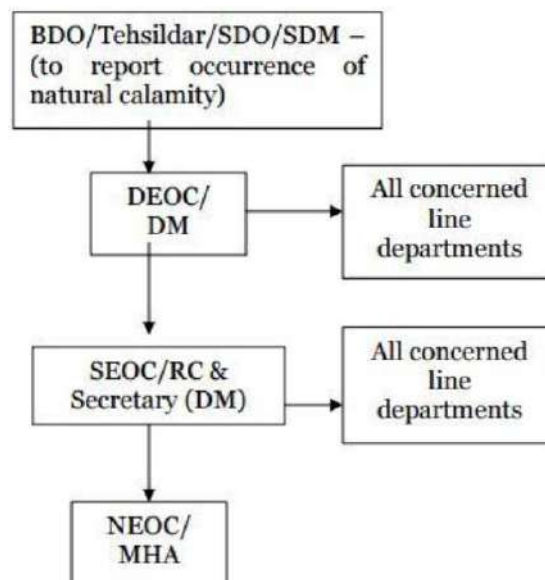 BDO/Tehsildar/SDO/SDM –
(to report occurrence of
natural calamity)
DEOC/
DM
All concerned
line
departments
SEOC/RC &
Secretary (DM)
All concerned
line
departments
NEOC/
MHA